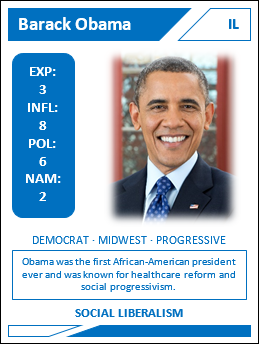 Barack Obama
IL
EXP:
3
INFL:
8
POL:
6
NAM:
2
DEMOCRAT · MIDWEST · PROGRESSIVE
Obama was the first African-American president
ever and was known for healthcare reform and
social progressivism.
SOCIAL LIBERALISM